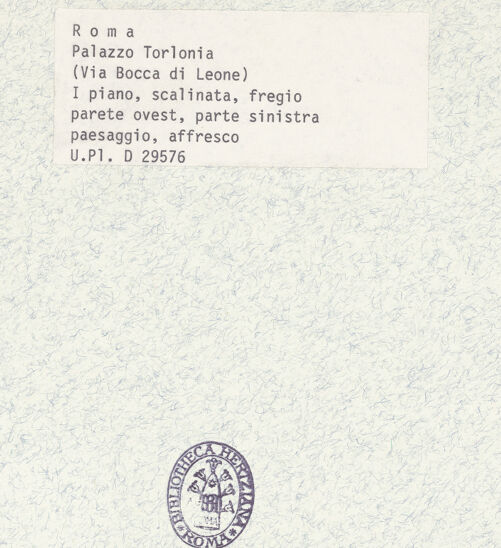 Roma
Palazzo Torlonia
(Via Bocca di Leone)
I piano, scalinata, fregio
parete ovest, parte sinistra
paesaggio, affresco
U.Pl. D 29576
BIBLIOTHECA HERTZIANA
* ROMA *